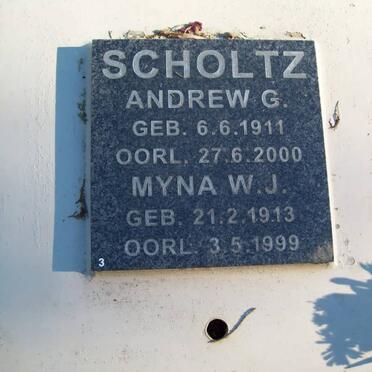 SCHOLTZ
ANDREW G.
GEB. 6.6.1911
OORL. 27.6.2000
MYNA W.J.
GEB. 21.2.1913
OORL. 3.5.1999
3